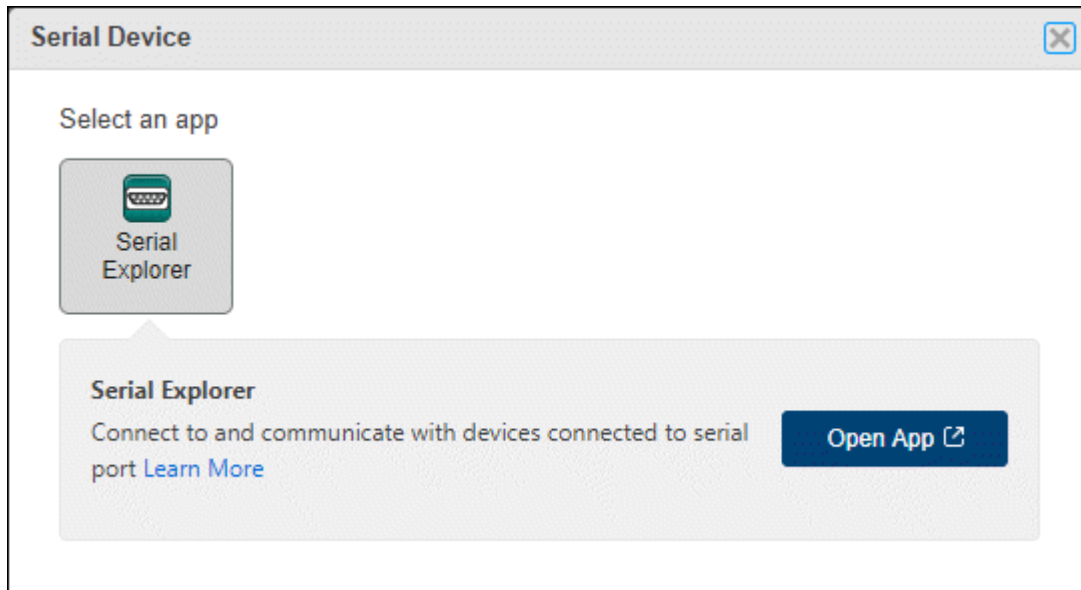 Serial Device
Select an app
Serial
Explorer
Serial Explorer
Connect to and communicate with devices connected to serial
port Learn More
Open App